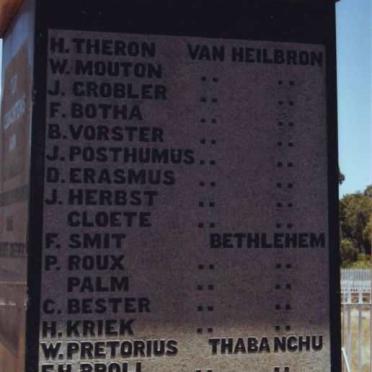 H. THERON VAN HEILBRON
W. MOUTON .. ..
J. GROBLER .. ..
F. BOTHA .. ..
B. VORSTER .. ..
J. POSTHUMUS .. ..
D. ERASMUS .. ..
J. HERBST .. ..
CLOETE .. ..
F. SMIT BETHLEHEM
P. ROUX .. ..
PALM .. ..
C. BESTER .. ..
H. KRIEK .. ..
W. PRETORIUS THABA NCHU